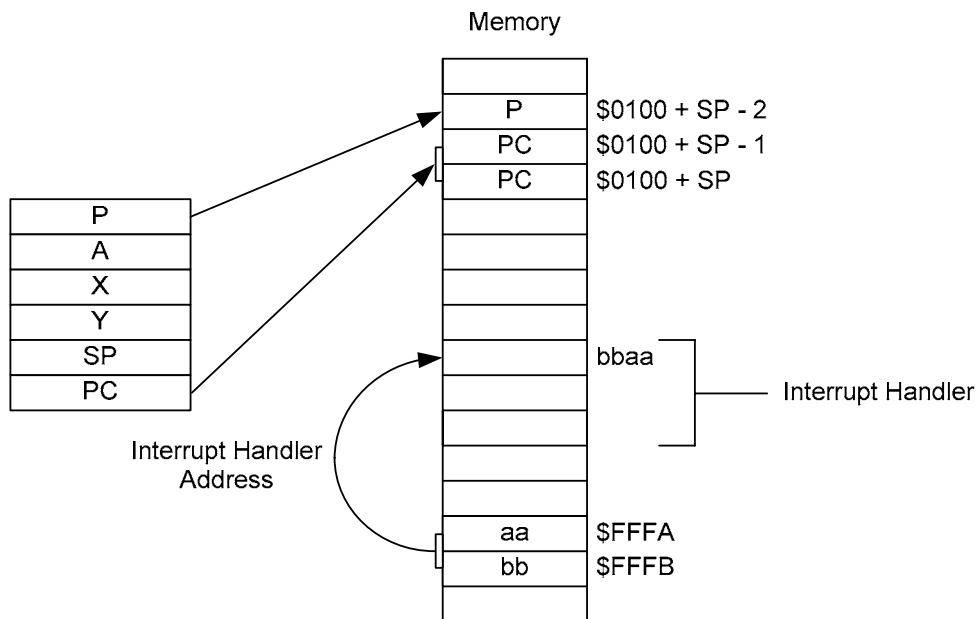 Memory
P $0100 + SP - 2
PC $0100 + SP - 1
PC $0100 + SP
P
A
X
Y
SP
PC
bbaa
Interrupt Handler
Interrupt Handler
Address
aa $FFFA
bb $FFFB